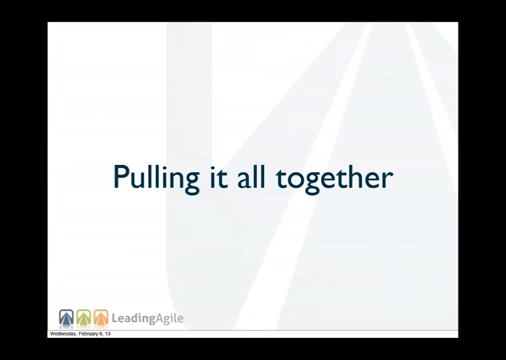 Pulling it all together
LeadingAgile
Wednesday, February 6, 13